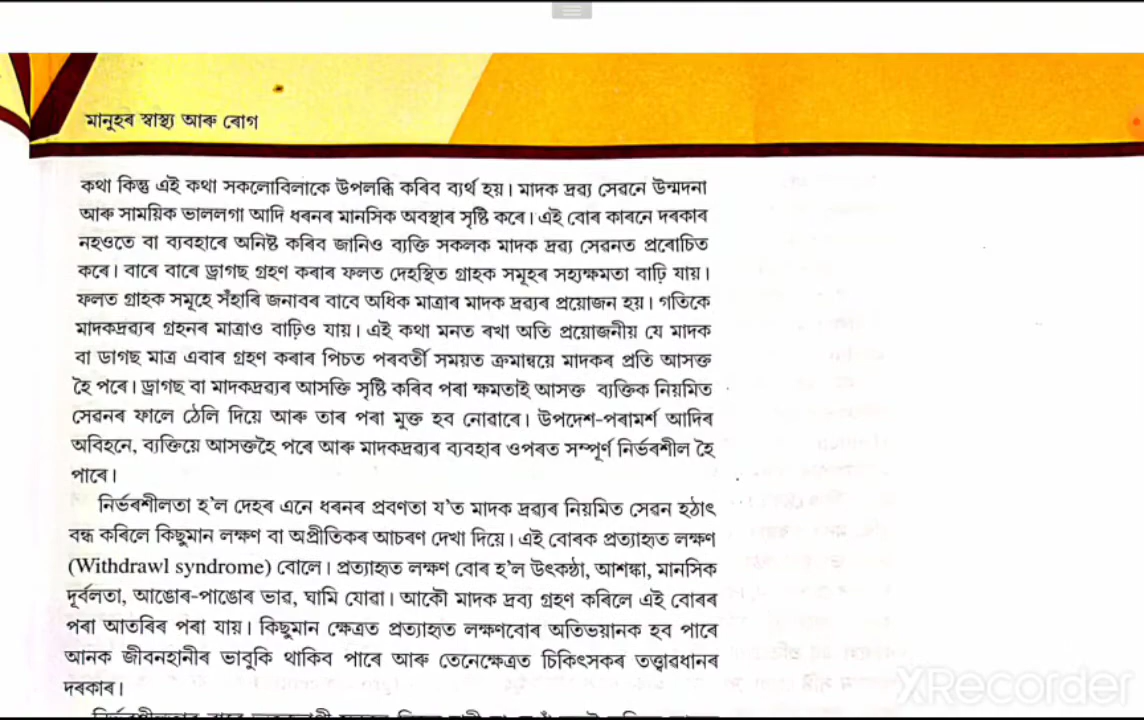 মানুহৰ স্বাস্থ্য আৰু ৰোগ
কথা কিন্তু এই কথা সকলোবিলাকে উপলব্ধি কৰিব ব্যৰ্থ হয়। মাদক দ্ৰব্য সেৱনে উন্মদনা
আৰু সাময়িক ভাললগা আদি ধৰনৰ মানসিক অবস্থাৰ সৃষ্টি কৰে। এই বোৰ কাৰনে দৰকাৰ
নহওতে বা ব্যবহাৰে অনিষ্ট কৰিব জানিও ব্যক্তি সকলক মাদক দ্ৰব্য সেৱনত প্ৰৰোচিত
কৰে। বাৰে বাৰে ড্ৰাগছ গ্ৰহণ কৰাৰ ফলত দেহস্থিত গ্ৰাহক সমূহৰ সহ্যক্ষমতা বাঢ়ি যায়।
ফলত গ্ৰাহক সমূহে সঁহাৰি জনাবৰ বাবে অধিক মাত্ৰাৰ মাদক দ্ৰব্যৰ প্ৰয়োজন হয়। গতিকে
মাদকদ্ৰব্যৰ গ্ৰহনৰ মাত্ৰাও বাঢ়িও যায়। এই কথা মনত ৰখা অতি প্ৰয়োজনীয় যে মাদক
বা ডাগছ মাত্ৰ এবাৰ গ্ৰহণ কৰাৰ পিচত পৰবৰ্তী সময়ত ক্ৰমান্বয়ে মাদকৰ প্ৰতি আসক্ত
হৈ পৰে। ড্ৰাগছ বা মাদকদ্ৰব্যৰ আসক্তি সৃষ্টি কৰিব পৰা ক্ষমতাই আসক্ত ব্যক্তিক নিয়মিত
সেৱনৰ ফালে ঠেলি দিয়ে আৰু তাৰ পৰা মুক্ত হব নোৱাৰে। উপদেশ-পৰামৰ্শ আদিৰ
অবিহনে, ব্যক্তিয়ে আসক্তহৈ পৰে আৰু মাদকদ্ৰব্যৰ ব্যবহাৰ ওপৰত সম্পূৰ্ণ নিৰ্ভৰশীল হৈ
পাৰে।
নিৰ্ভৰশীলতা হ'ল দেহৰ এনে ধৰনৰ প্ৰবণতা য'ত মাদক দ্ৰব্যৰ নিয়মিত সেৱন হঠাৎ
বন্ধ কৰিলে কিছুমান লক্ষণ বা অপ্ৰীতিকৰ আচৰণ দেখা দিয়ে। এই বোৰক প্ৰত্যাহৃত লক্ষণ
(Withdrawl syndrome) বোলে। প্ৰত্যাহৃত লক্ষণ বোৰ হ'ল উৎকণ্ঠা, আশঙ্কা, মানসিক
দূৰ্বলতা, আঙোৰ-পাঙোৰ ভাৱ, ঘামি যোৱা। আকৌ মাদক দ্ৰব্য গ্ৰহণ কৰিলে এই বোৰৰ
পৰা আতৰিৰ পৰা যায়। কিছুমান ক্ষেত্ৰত প্ৰত্যাহৃত লক্ষণবোৰ অতিভয়ানক হব পাৰে
আনক জীবনহানীৰ ভাবুকি থাকিব পাৰে আৰু তেনেক্ষেত্ৰত চিকিৎসকৰ তত্ত্বাৱধানৰ
দৰকাৰ।
XRecorder